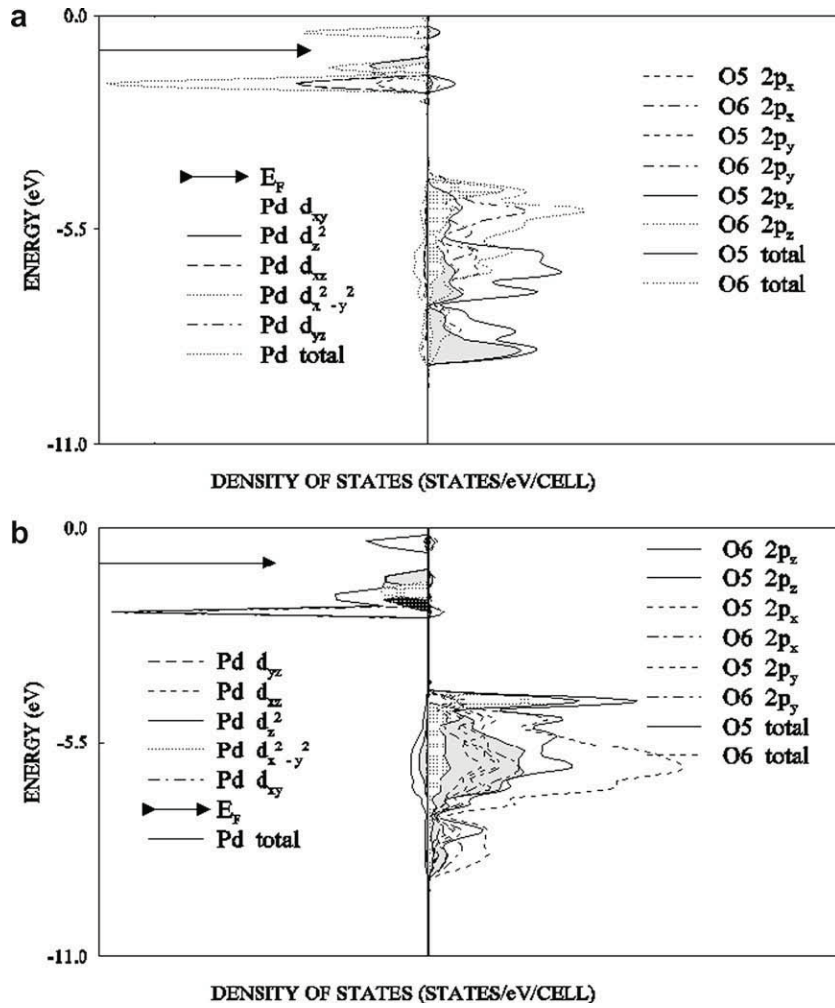 a
0.0
-5.5
-11.0
ENERGY (eV)
E_F
Pd d_xy
Pd d_z^2
Pd d_xz
Pd d_x^2-y^2
Pd d_yz
Pd total
O5 2p_x
O6 2p_x
O5 2p_y
O6 2p_y
O5 2p_z
O6 2p_z
O5 total
O6 total
DENSITY OF STATES (STATES/eV/CELL)
b
0.0
-5.5
-11.0
ENERGY (eV)
Pd d_yz
Pd d_xz
Pd d_z^2
Pd d_x^2-y^2
Pd d_xy
E_F
Pd total
O6 2p_z
O5 2p_z
O5 2p_x
O6 2p_x
O5 2p_y
O6 2p_y
O5 total
O6 total
DENSITY OF STATES (STATES/eV/CELL)